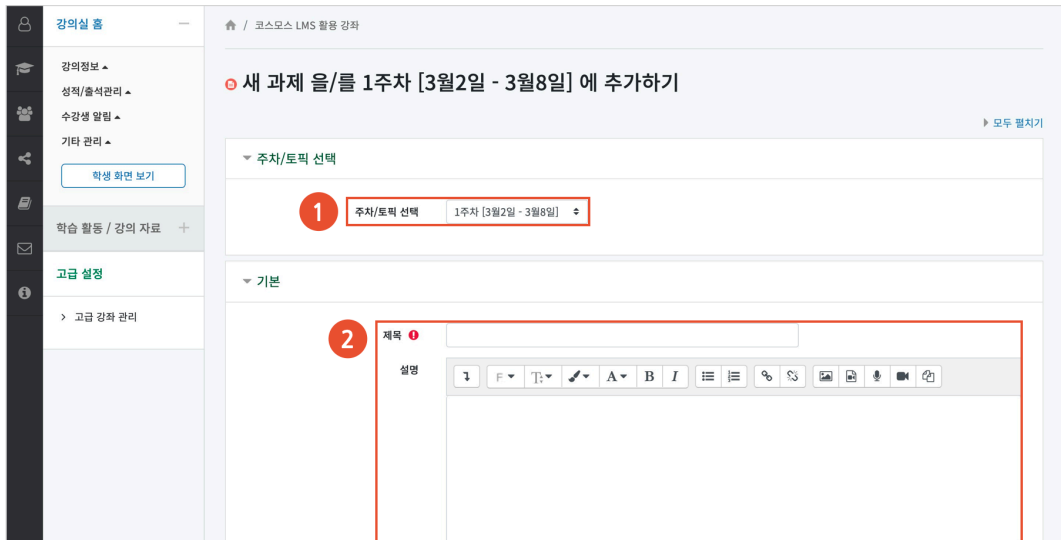 강의실 홈
강의정보
성적/출석관리
수강생 알림
기타 관리
학생 화면 보기
학습 활동 / 강의 자료
고급 설정
고급 강좌 관리
/ 코스모스 LMS 활용 강좌
새 과제 을/를 1주차 [3월2일 - 3월8일] 에 추가하기
모두 펼치기
주차/토픽 선택
1 주차/토픽 선택 1주차 [3월2일 - 3월8일]
기본
2 제목
설명
F T A B I